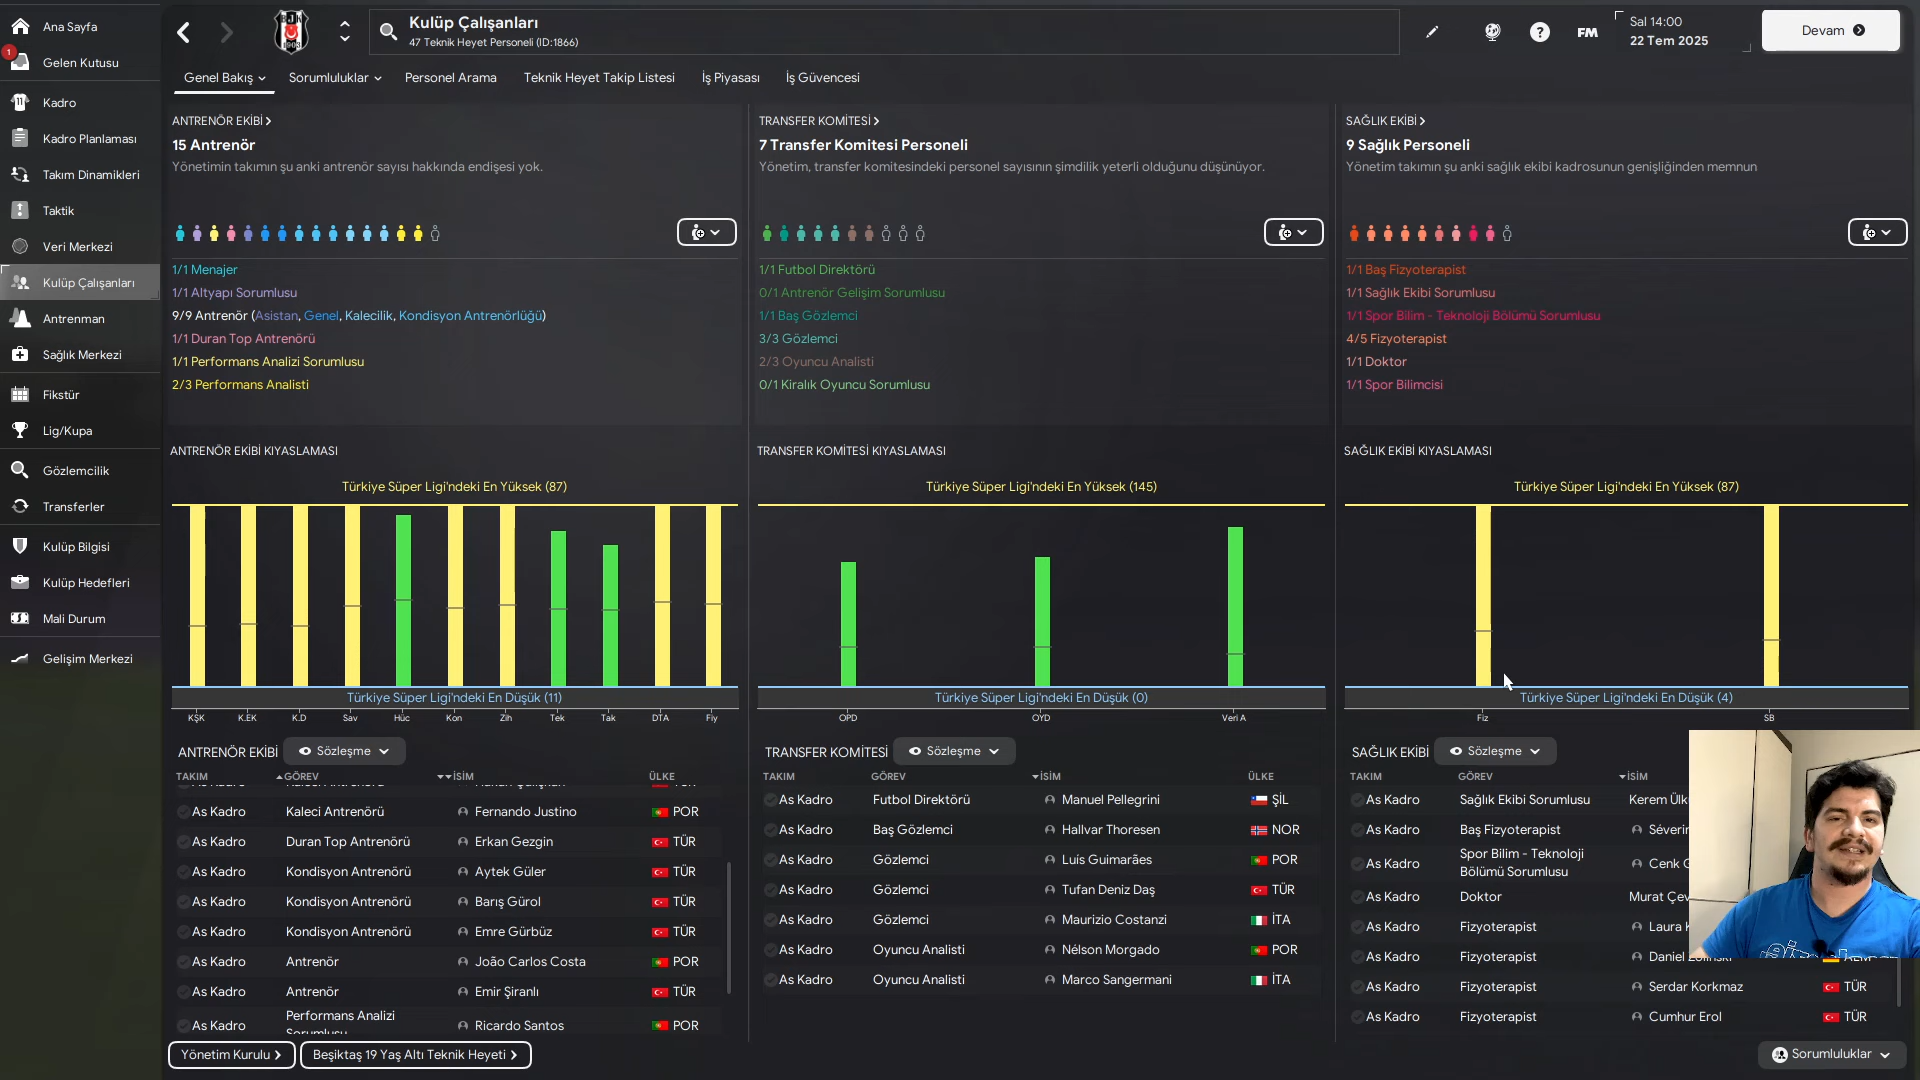 Ana Sayfa
1
Gelen Kutusu
Kadro
Kadro Planlaması
Takım Dinamikleri
Taktik
Veri Merkezi
Kulüp Çalışanları
Antrenman
Sağlık Merkezi
Fikstür
Lig/Kupa
Gözlemcilik
Transferler
Kulüp Bilgisi
Kulüp Hedefleri
Mali Durum
Gelişim Merkezi
Kulüp Çalışanları
47 Teknik Heyet Personeli (ID:1866)
FM
Sal 14:00
22 Tem 2025
Devam
Genel Bakış
Sorumluluklar
Personel Arama
Teknik Heyet Takip Listesi
İş Piyasası
İş Güvencesi
ANTRENÖR EKİBİ
15 Antrenör
Yönetimin takımın şu anki antrenör sayısı hakkında endişesi yok.
1/1 Menajer
1/1 Altyapı Sorumlusu
9/9 Antrenör (Asistan, Genel, Kalecilik, Kondisyon Antrenörlüğü)
1/1 Duran Top Antrenörü
1/1 Performans Analizi Sorumlusu
2/3 Performans Analisti
TRANSFER KOMİTESİ
7 Transfer Komitesi Personeli
Yönetim, transfer komitesindeki personel sayısının şimdilik yeterli olduğunu düşünüyor.
1/1 Futbol Direktörü
0/1 Antrenör Gelişim Sorumlusu
1/1 Baş Gözlemci
3/3 Gözlemci
2/3 Oyuncu Analisti
0/1 Kiralık Oyuncu Sorumlusu
SAĞLIK EKİBİ
9 Sağlık Personeli
Yönetim takımın şu anki sağlık ekibi kadrosunun genişliğinden memnun
1/1 Baş Fizyoterapist
1/1 Sağlık Ekibi Sorumlusu
1/1 Spor Bilim - Teknoloji Bölümü Sorumlusu
4/5 Fizyoterapist
1/1 Doktor
1/1 Spor Bilimcisi
ANTRENÖR EKİBİ KIYASLAMASI
Türkiye Süper Ligi'ndeki En Yüksek (87)
Türkiye Süper Ligi'ndeki En Düşük (11)
KŞK K.EK K.D Sav Hüc Kon Zih Tek Tak DTA Fiy
TRANSFER KOMİTESİ KIYASLAMASI
Türkiye Süper Ligi'ndeki En Yüksek (145)
Türkiye Süper Ligi'ndeki En Düşük (0)
OPD OYD Veri A
SAĞLIK EKİBİ KIYASLAMASI
Türkiye Süper Ligi'ndeki En Yüksek (87)
Türkiye Süper Ligi'ndeki En Düşük (4)
Fiz SB
ANTRENÖR EKİBİ Sözleşme
TAKIM GÖREV İSİM ÜLKE
As Kadro Kaleci Antrenörü Fernando Justino POR
As Kadro Duran Top Antrenörü Erkan Gezgin TÜR
As Kadro Kondisyon Antrenörü Aytek Güler TÜR
As Kadro Kondisyon Antrenörü Barış Gürol TÜR
As Kadro Kondisyon Antrenörü Emre Gürbüz TÜR
As Kadro Antrenör João Carlos Costa POR
As Kadro Antrenör Emir Şiranlı TÜR
As Kadro Performans Analizi Sorumlusu Ricardo Santos POR
TRANSFER KOMİTESİ Sözleşme
TAKIM GÖREV İSİM ÜLKE
As Kadro Futbol Direktörü Manuel Pellegrini ŞİL
As Kadro Baş Gözlemci Hallvar Thoresen NOR
As Kadro Gözlemci Luís Guimarães POR
As Kadro Gözlemci Tufan Deniz Daş TÜR
As Kadro Gözlemci Maurizio Costanzi İTA
As Kadro Oyuncu Analisti Nélson Morgado POR
As Kadro Oyuncu Analisti Marco Sangermani İTA
SAĞLIK EKİBİ Sözleşme
TAKIM GÖREV İSİM
As Kadro Sağlık Ekibi Sorumlusu Kerem
As Kadro Baş Fizyoterapist
As Kadro Spor Bilim - Teknoloji
Bölümü Sorumlusu Cenk
As Kadro Doktor Murat
As Kadro Fizyoterapist Laura
As Kadro Fizyoterapist Daniel
As Kadro Fizyoterapist Serdar Korkmaz TÜR
As Kadro Fizyoterapist Cumhur Erol TÜR
Yönetim Kurulu
Beşiktaş 19 Yaş Altı Teknik Heyeti
Sorumluluklar